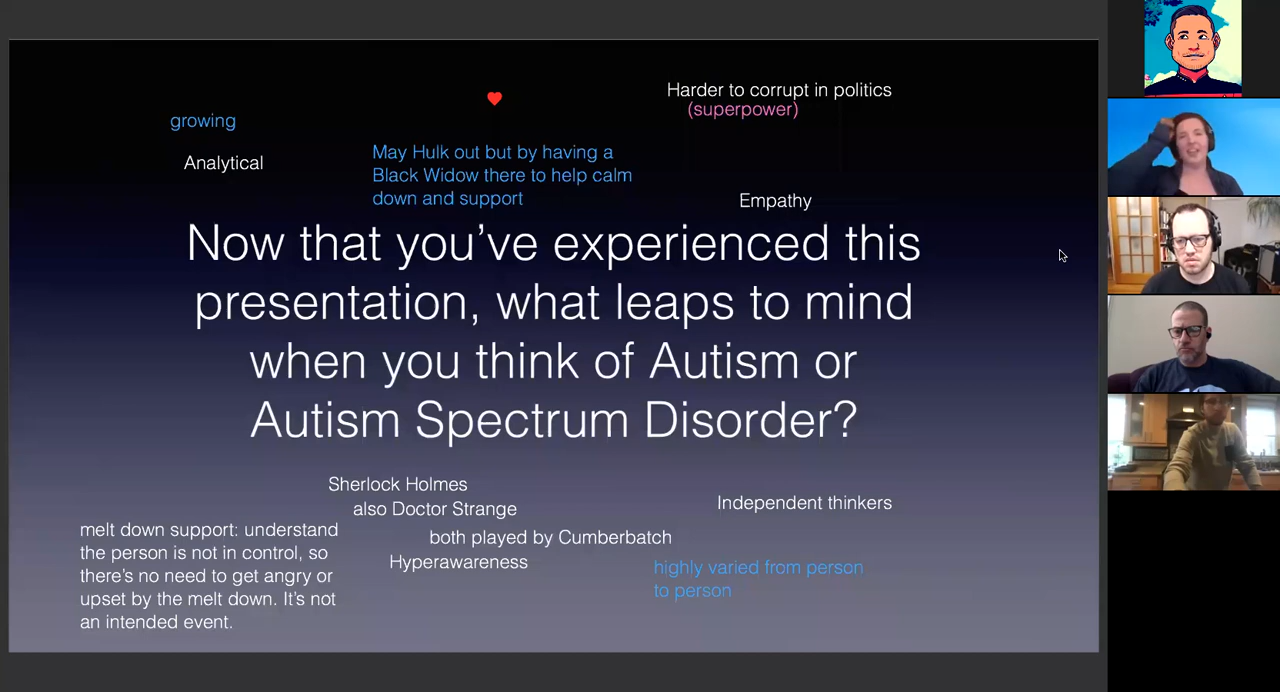 Harder to corrupt in politics
(superpower)
growing
Analytical
May Hulk out but by having a
Black Widow there to help calm
down and support
Empathy
Now that you’ve experienced this
presentation, what leaps to mind
when you think of Autism or
Autism Spectrum Disorder?
Sherlock Holmes
also Doctor Strange
both played by Cumberbatch
Hyperawareness
Independent thinkers
melt down support: understand
the person is not in control, so
there’s no need to get angry or
upset by the melt down. It’s not
an intended event.
highly varied from person
to person